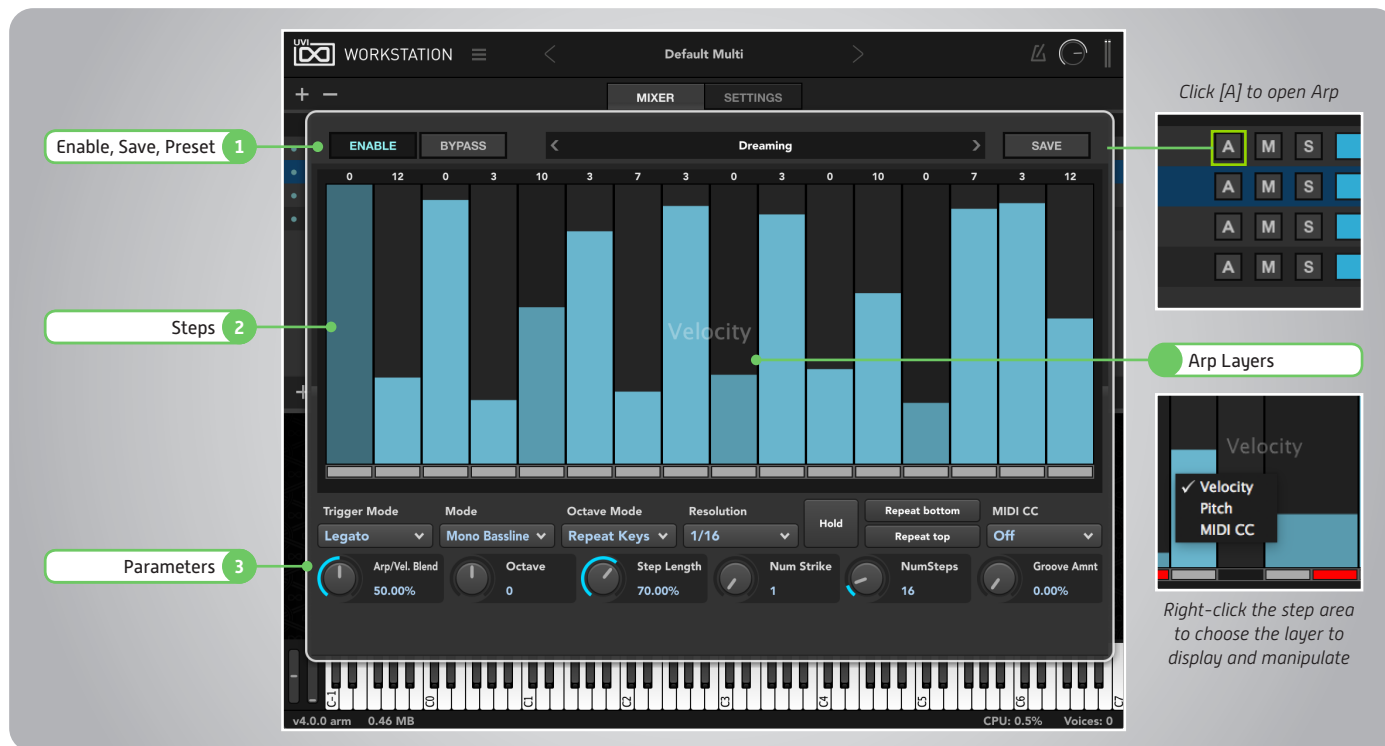 UVI WORKSTATION
Default Multi
MIXER SETTINGS
Click [A] to open Arp
Enable, Save, Preset 1
ENABLE BYPASS < Dreaming > SAVE
0 12 0 3 10 3 7 3 0 3 0 10 0 7 3 12
A M S
A M S
A M S
A M S
Steps 2
Velocity
Arp Layers
Velocity
✓ Velocity
Pitch
MIDI CC
Right-click the step area
to choose the layer to
display and manipulate
Parameters 3
Trigger Mode Mode Octave Mode Resolution Hold Repeat bottom MIDI CC
Legato Mono Bassline Repeat Keys 1/16 Repeat top Off
Arp/Vel. Blend Octave Step Length Num Strike NumSteps Groove Amnt
50.00% 0 70.00% 1 16 0.00%
C-1 C0 C1 C2 C3 C4 C5 C6 C7
v4.0.0 arm 0.46 MB CPU: 0.5% Voices: 0